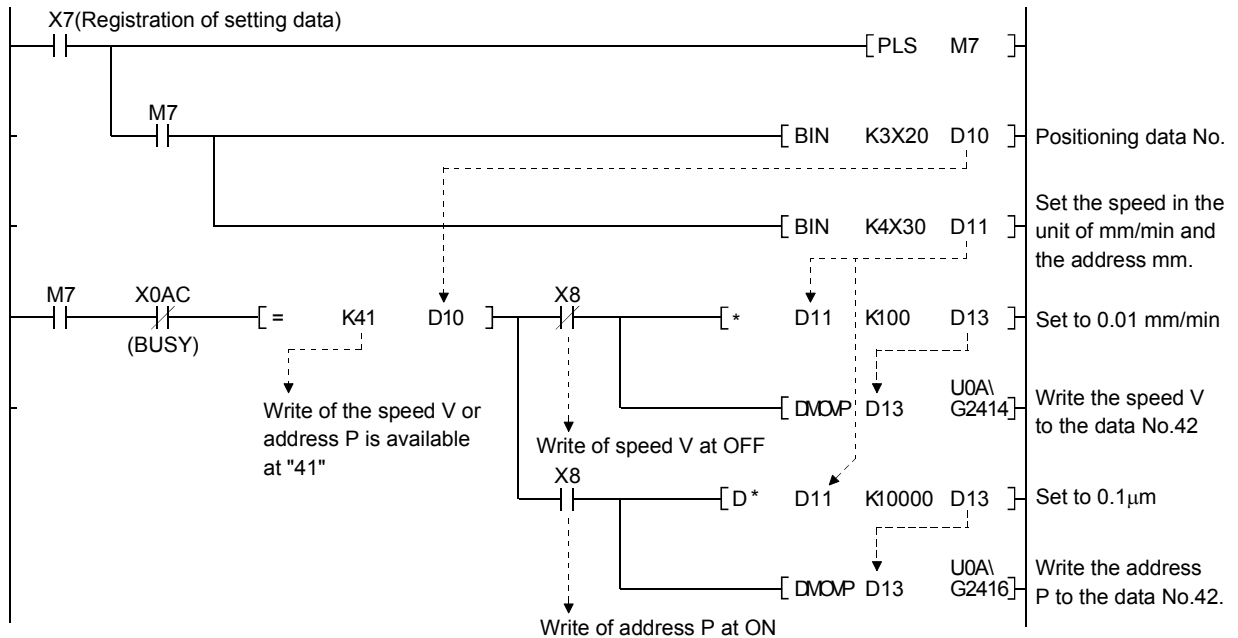 X7(Registration of setting data)
PLS M7
M7
BIN K3X20 D10
Positioning data No.
BIN K4X30 D11
Set the speed in the
unit of mm/min and
the address mm.
M7 X0AC X8
= K41 D10
* D11 K100 D13
Set to 0.01 mm/min
(BUSY)
DMOVP D13 U0A\
G2414
Write the speed V
to the data No.42
Write of the speed V or
address P is available
at "41"
Write of speed V at OFF
X8
D* D11 K10000 D13
Set to 0.1μm
DMOVP D13 U0A\
G2416
Write the address
P to the data No.42.
Write of address P at ON